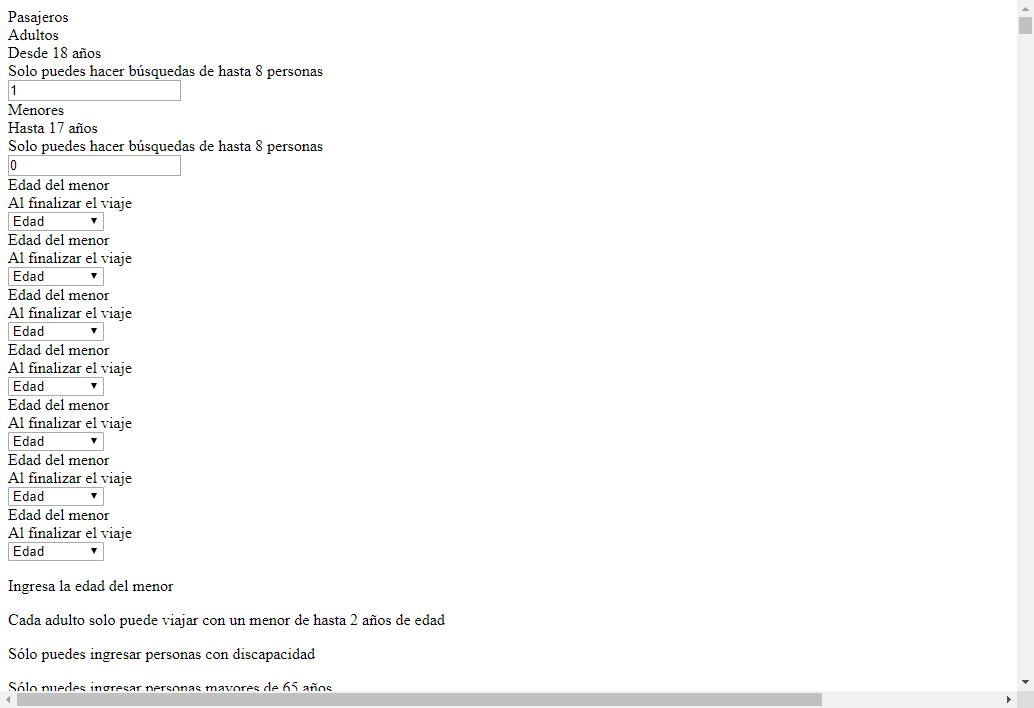 Pasajeros
Adultos
Desde 18 años
Solo puedes hacer búsquedas de hasta 8 personas
1
Menores
Hasta 17 años
Solo puedes hacer búsquedas de hasta 8 personas
0
Edad del menor
Al finalizar el viaje
Edad
Edad del menor
Al finalizar el viaje
Edad
Edad del menor
Al finalizar el viaje
Edad
Edad del menor
Al finalizar el viaje
Edad
Edad del menor
Al finalizar el viaje
Edad
Edad del menor
Al finalizar el viaje
Edad
Edad del menor
Al finalizar el viaje
Edad
Ingresa la edad del menor
Cada adulto solo puede viajar con un menor de hasta 2 años de edad
Sólo puedes ingresar personas con discapacidad
Sólo puedes ingresar personas mayores de 65 años